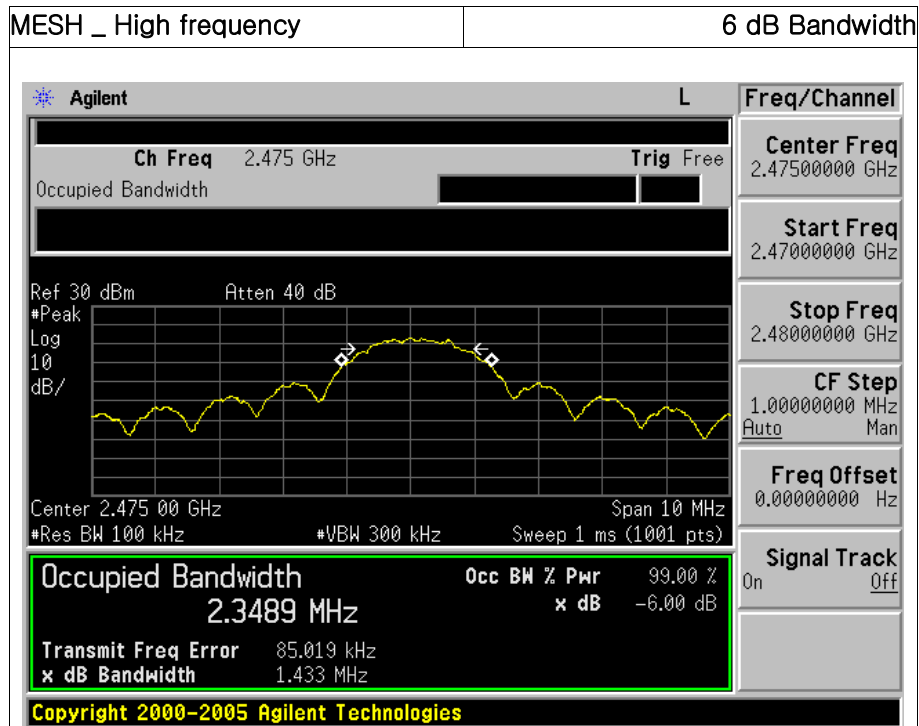 MESH _ High frequency 6 dB Bandwidth
Agilent L Freq/Channel
Ch Freq 2.475 GHz Trig Free
Occupied Bandwidth
Center Freq
2.47500000 GHz
Start Freq
2.47000000 GHz
Stop Freq
2.48000000 GHz
CF Step
1.00000000 MHz
Auto Man
Freq Offset
0.00000000 Hz
Signal Track
On Off
Ref 30 dBm Atten 40 dB
#Peak
Log
10
dB/
Center 2.475 00 GHz Span 10 MHz
#Res BW 100 kHz #VBW 300 kHz Sweep 1 ms (1001 pts)
Occupied Bandwidth Occ BW % Pwr 99.00 %
2.3489 MHz x dB -6.00 dB
Transmit Freq Error 85.019 kHz
x dB Bandwidth 1.433 MHz
Copyright 2000-2005 Agilent Technologies